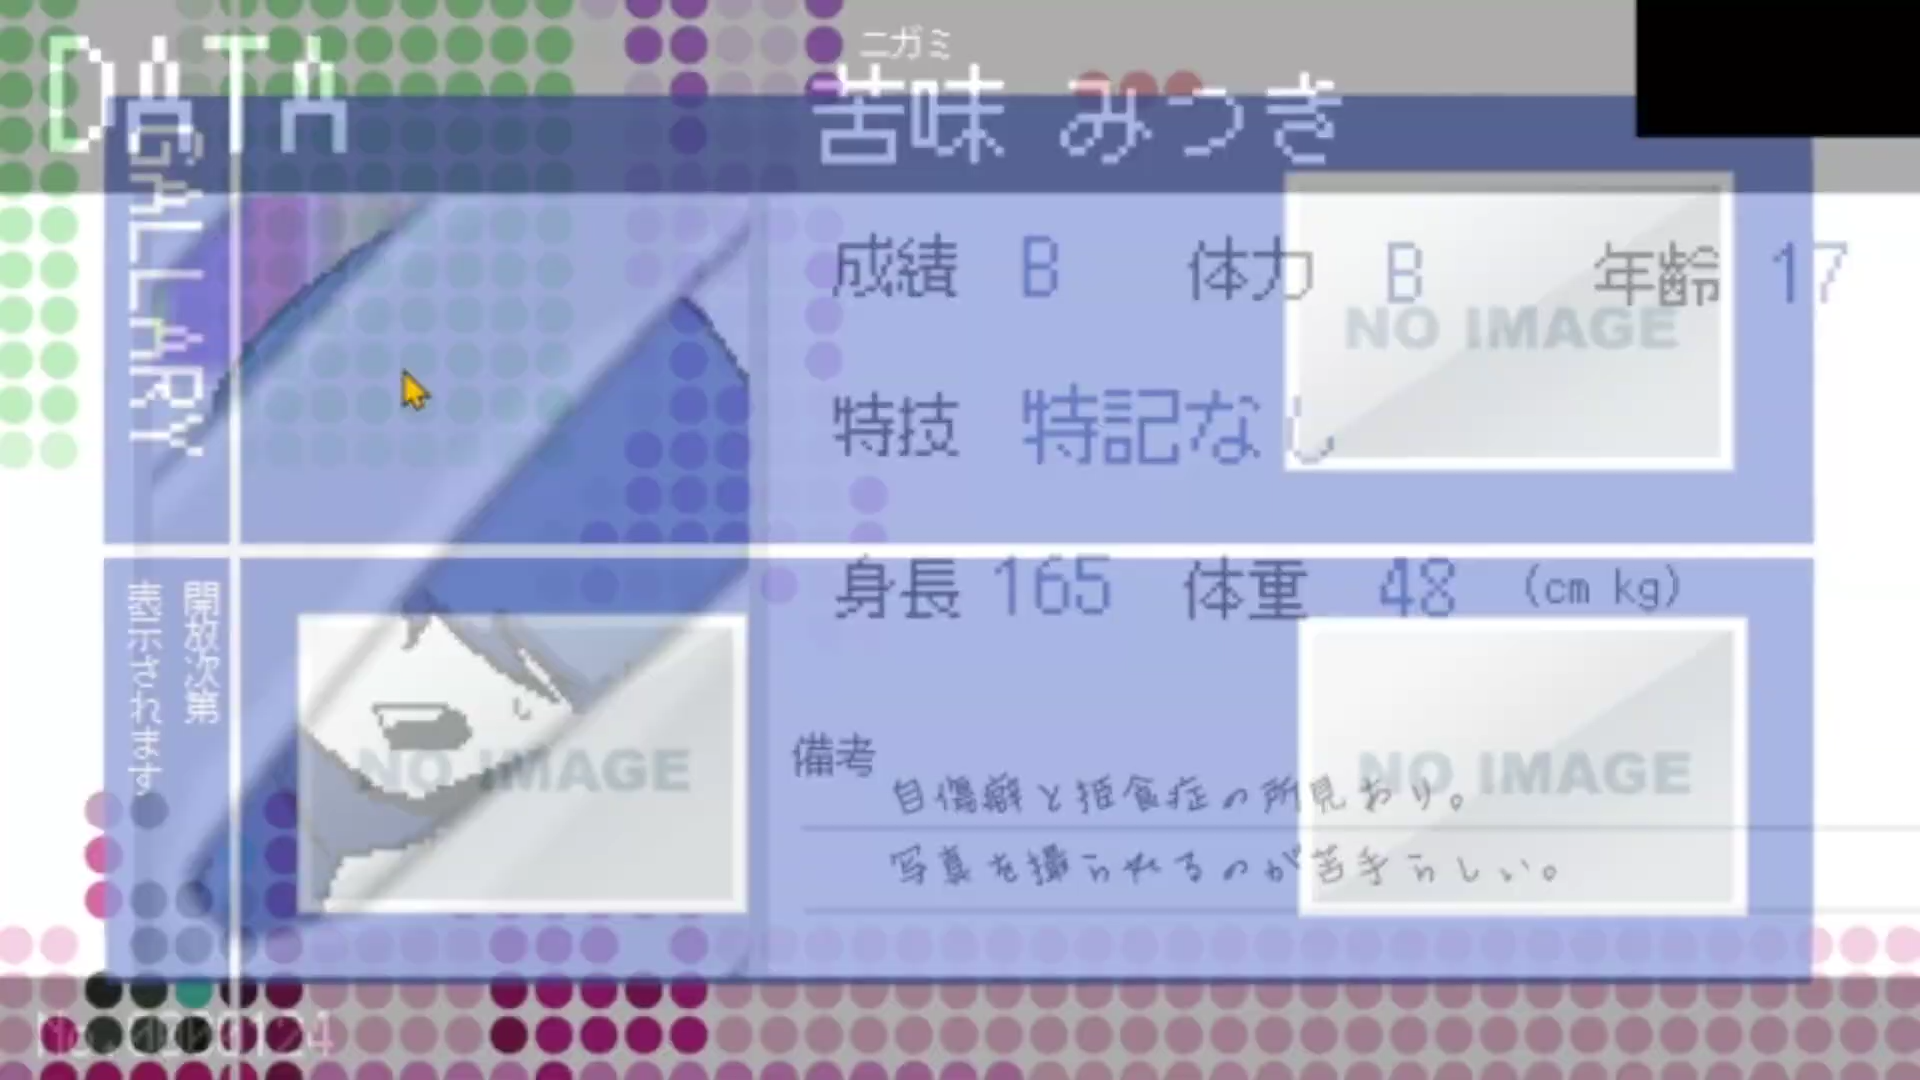 DATA
ニガミ
苦味 みつき
GALLARY
成績 B 体力 B 年齢 17
NO IMAGE
特技 特記なし
開放次第
表示されます
身長 165 体重 48 (cm kg)
NO IMAGE
NO IMAGE
備考
自傷癖と拒食症の所見あり。
写真を撮られるのが苦手らしい。